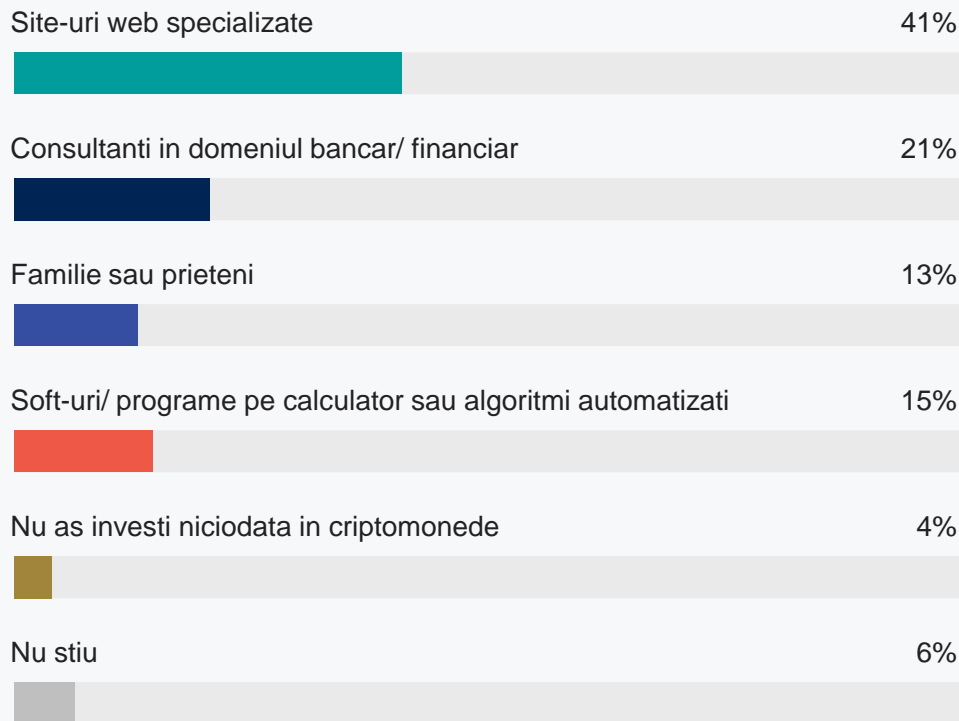 Site-uri web specializate 41%
Consultanti in domeniul bancar/ financiar 21%
Familie sau prieteni 13%
Soft-uri/ programe pe calculator sau algoritmi automatizati 15%
Nu as investi niciodata in criptomonede 4%
Nu stiu 6%